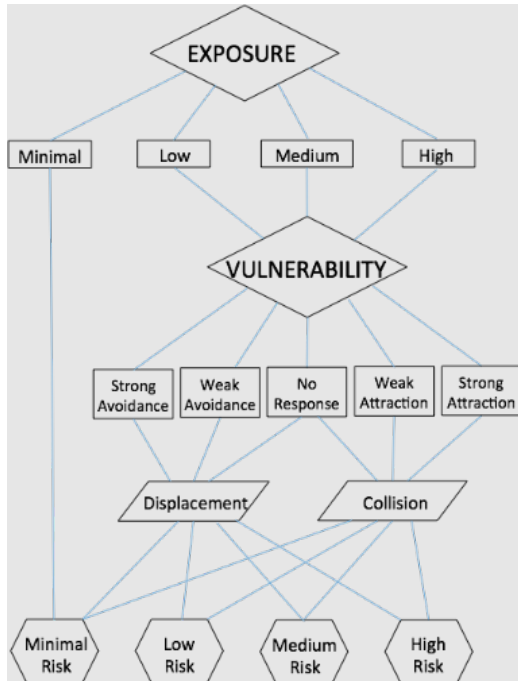 EXPOSURE
Minimal
Low
Medium
High
VULNERABILITY
Strong
Avoidance
Weak
Avoidance
No
Response
Weak
Attraction
Strong
Attraction
Displacement
Collision
Minimal
Risk
Low
Risk
Medium
Risk
High
Risk